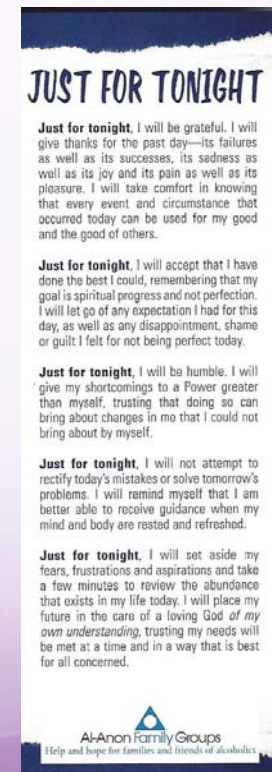 JUST FOR TONIGHT
Just for tonight, I will be grateful. I will
give thanks for the past day—its failures
as well as its successes, its sadness as
well as its joy and its pain as well as its
pleasure. I will take comfort in knowing
that every event and circumstance that
occurred today can be used for my good
and the good of others.
Just for tonight, I will accept that I have
done the best I could, remembering that my
goal is spiritual progress and not perfection.
I will let go of any expectation I had for this
day, as well as any disappointment, shame
or guilt I felt for not being perfect today.
Just for tonight, I will be humble. I will
give my shortcomings to a Power greater
than myself, trusting that doing so can
bring about changes in me that I could not
bring about by myself.
Just for tonight, I will not attempt to
rectify today's mistakes or solve tomorrow's
problems. I will remind myself that I am
better able to receive guidance when my
mind and body are rested and refreshed.
Just for tonight, I will set aside my
fears, frustrations and aspirations and take
a few minutes to review the abundance
that exists in my life today. I will place my
future in the care of a loving God of my
own understanding, trusting my needs will
be met at a time and in a way that is best
for all concerned.
Al-Anon Family Groups
Help and hope for families and friends of alcoholics